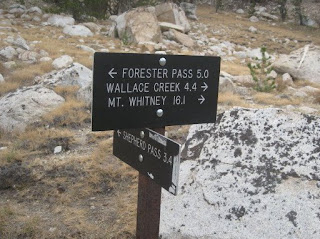 ← FORESTER PASS 5.0
WALLACE CREEK 4.4 →
MT. WHITNEY 16.1 →
← SHEPHERD PASS 3.4